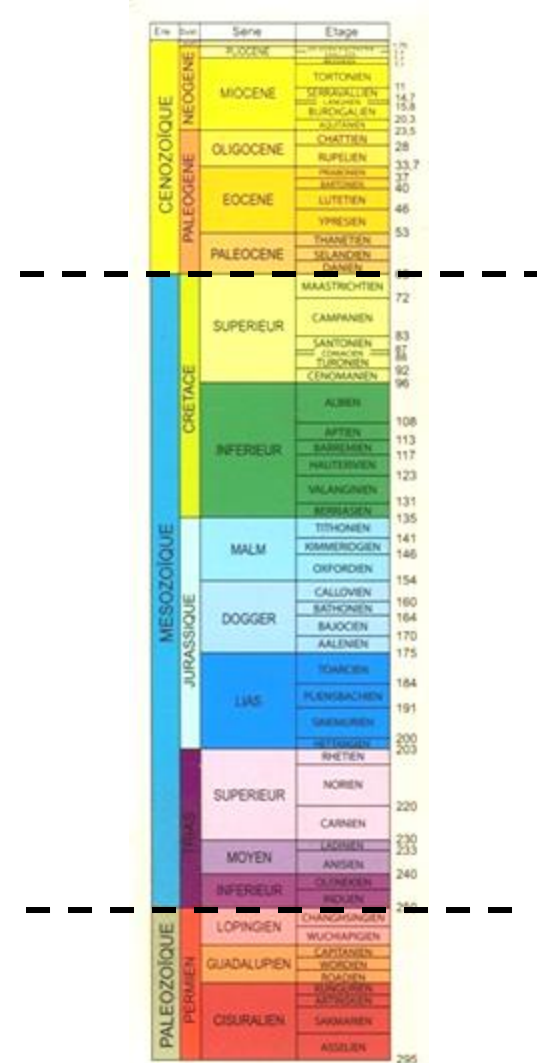 Ere Série Etage
CENOZOÏQUE
NEOGENE
PLIOCENE
MIOCENE
TORTONIEN
11
SERRAVALLIEN
14,7
LANGHIEN
15,8
BURDIGALIEN
20,3
AQUITANIEN
23,5
PALEOGENE
OLIGOCENE
CHATTIEN
28
RUPELIEN
33,7
EOCENE
PRIABONIEN
37
BARTONIEN
40
LUTETIEN
46
YPRESIEN
53
PALEOCENE
THANETIEN
SELANDIEN
DANIEN
MESOZOÏQUE
CRETACE
SUPERIEUR
MAASTRICHTIEN
72
CAMPANIEN
83
SANTONIEN
87
CONIACIEN
88
TURONIEN
92
CENOMANIEN
96
INFERIEUR
ALBIEN
108
APTIEN
113
BARREMIEN
117
HAUTERIVIEN
123
VALANGINIEN
131
BERRIASIEN
135
JURASSIQUE
MALM
TITHONIEN
141
KIMMERIDGIEN
146
OXFORDIEN
154
DOGGER
CALLOVIEN
160
BATHONIEN
164
BAJOCIEN
170
AALENIEN
175
LIAS
TOARCIEN
184
PLIENSBACHIEN
191
SINEMURIEN
200
HETTANGIEN
203
TRIAS
SUPERIEUR
RHETIEN
NORIEN
220
CARNIEN
230
MOYEN
LADINIEN
233
ANISIEN
240
INFERIEUR
OLENEKIEN
INDUEN
250
PALEOZOÏQUE
PERMIEN
LOPINGIEN
CHANGHSINGIEN
WUCHIAPIGIEN
GUADALUPIEN
CAPITANIEN
WORDIEN
ROADIEN
CISURALIEN
KUNGURIEN
ARTINSKIEN
SAKMARIEN
ASSELIEN
295